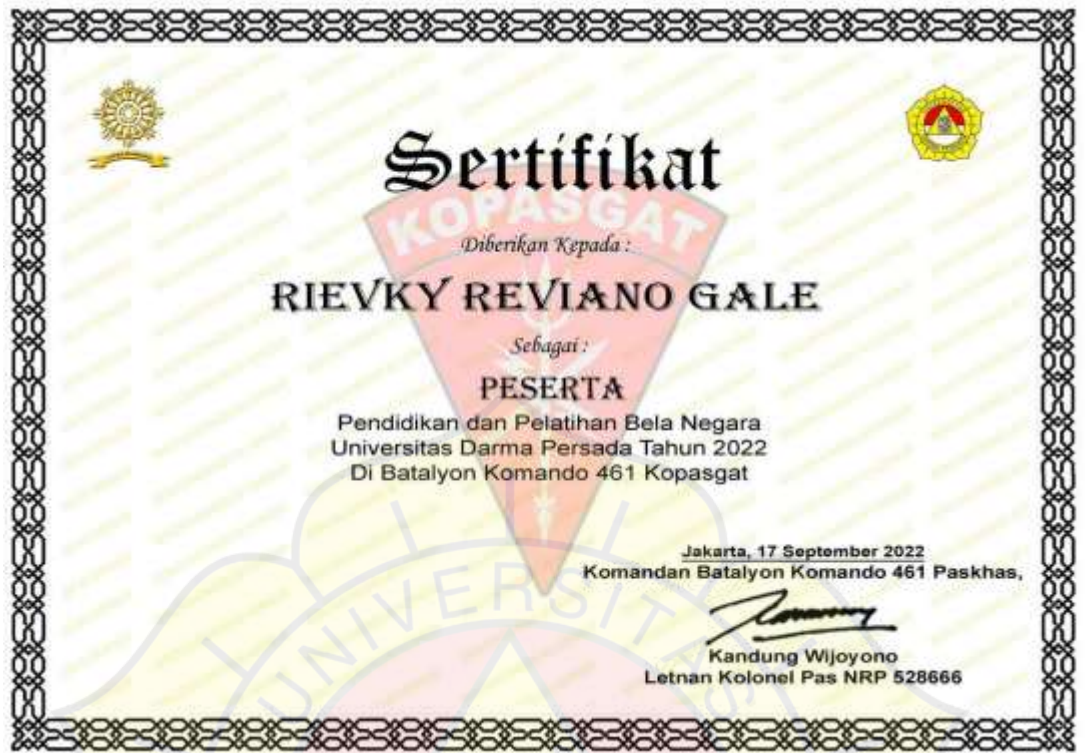 Sertifikat
KOPASGAT
Diberikan Kepada :
RIEVKY REVIANO GALE
Sebagai :
PESERTA
Pendidikan dan Pelatihan Bela Negara
Universitas Darma Persada Tahun 2022
Di Batalyon Komando 461 Kopasgat
Jakarta, 17 September 2022
Komandan Batalyon Komando 461 Paskhas,
UNIVERSITAS
Kandung Wijoyono
Letnan Kolonel Pas NRP 528666